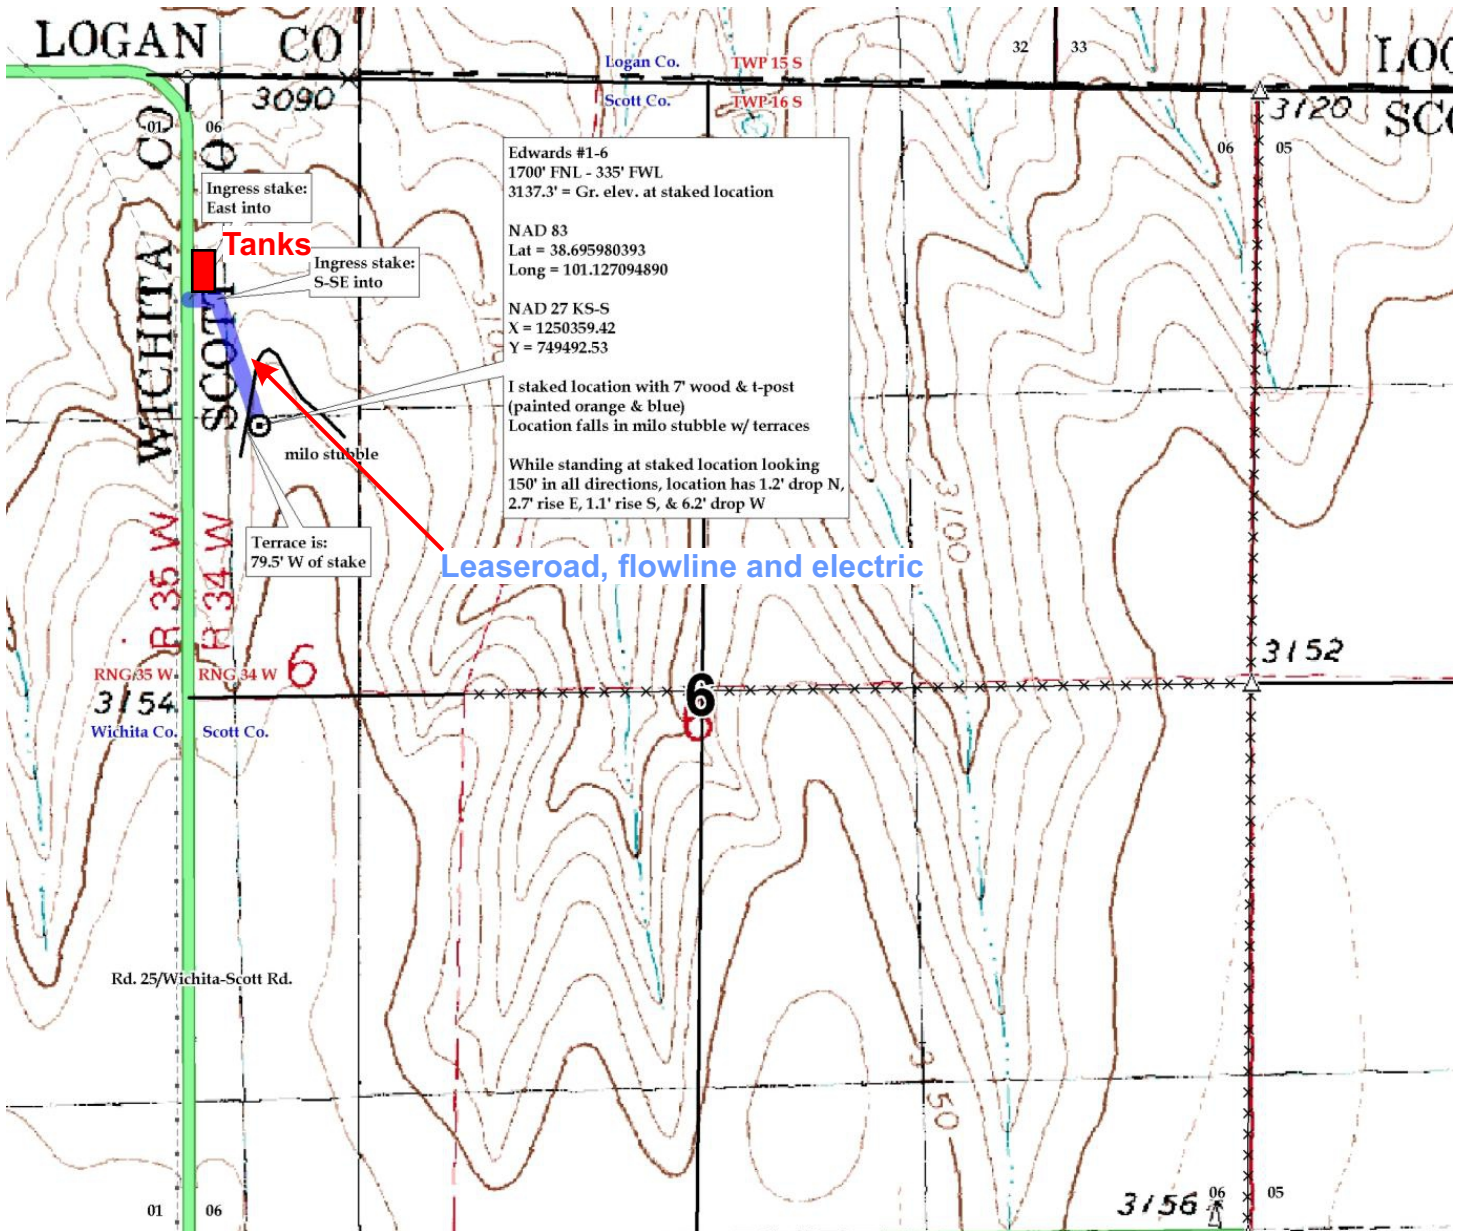 LOGAN CO
3090
Logan Co.
TWP 15 S
32
33
Scott Co.
TWP 16 S
3120
01
06
06
05
WICHITA CO
SCOTT
Ingress stake:
East into
Tanks
Ingress stake:
S-SE into
Edwards #1-6
1700' FNL - 335' FWL
3137.3' = Gr. elev. at staked location
NAD 83
Lat = 38.695980393
Long = 101.127094890
NAD 27 KS-S
X = 1250359.42
Y = 749492.53
I staked location with 7' wood & t-post
(painted orange & blue)
Location falls in milo stubble w/ terraces
While standing at staked location looking
150' in all directions, location has 1.2' drop N,
2.7' rise E, 1.1' rise S, & 6.2' drop W
milo stubble
3100
Terrace is:
79.5' W of stake
Leaseroad, flowline and electric
R 35 W
R 34 W
RNG 35 W
RNG 34 W
6
3154
3152
6
6
Wichita Co.
Scott Co.
Rd. 25/Wichita-Scott Rd.
3150
01
06
3156
06
05